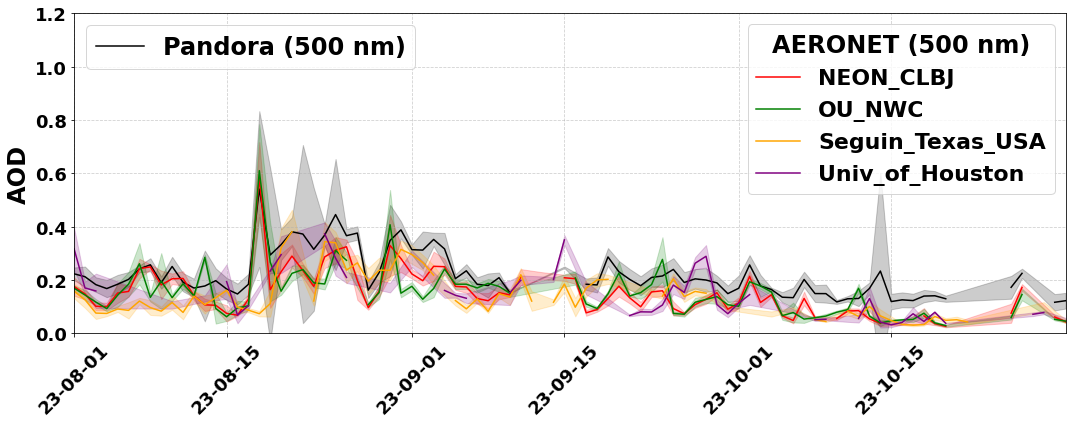 1.2
1.0
0.8
0.6
0.4
0.2
0.0
AOD
Pandora (500 nm)
AERONET (500 nm)
NEON_CLBJ
OU_NWC
Seguin_Texas_USA
Univ_of_Houston
23-08-01
23-08-15
23-09-01
23-09-15
23-10-01
23-10-15